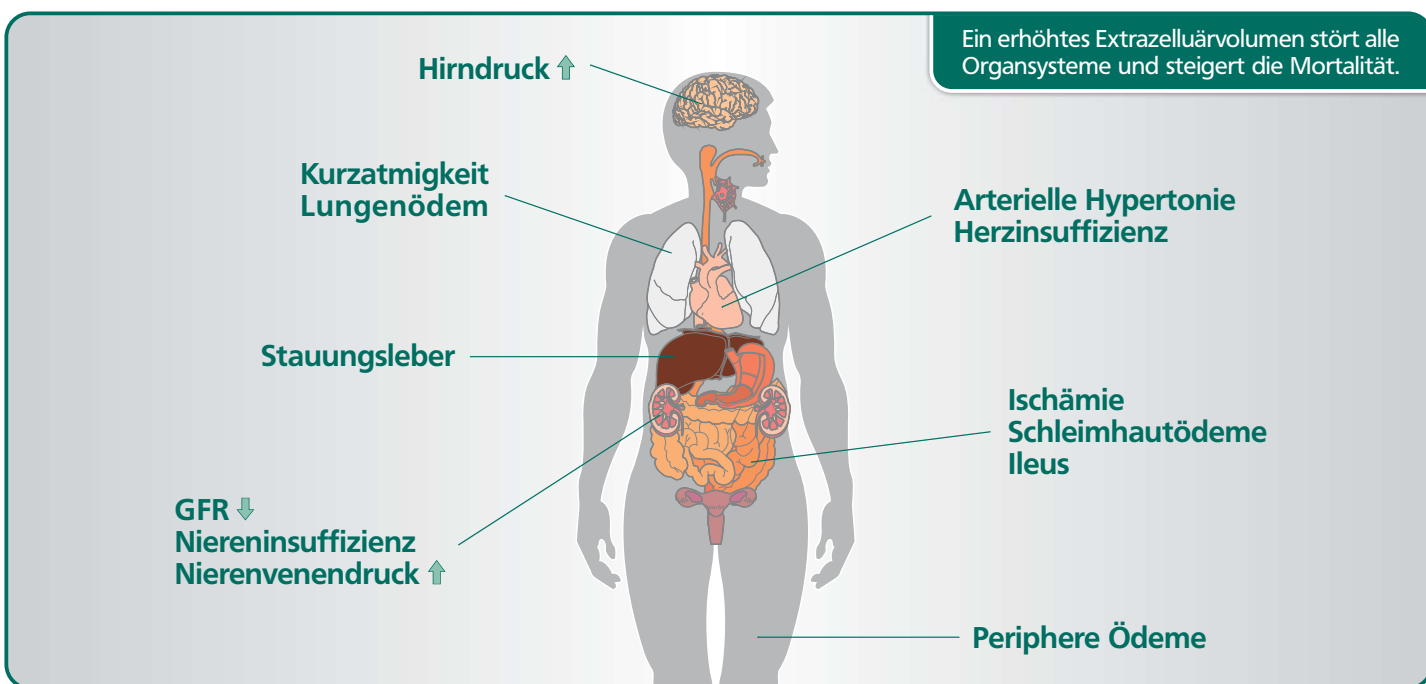 Ein erhöhtes Extrazelluärvolumen stört alle
Organsysteme und steigert die Mortalität.
Hirndruck ⇧
Kurzatmigkeit
Lungenödem
Arterielle Hypertonie
Herzinsuffizienz
Stauungsleber
Ischämie
Schleimhautödeme
Ileus
GFR ⇩
Niereninsuffizienz
Nierenvenendruck ⇧
Periphere Ödeme